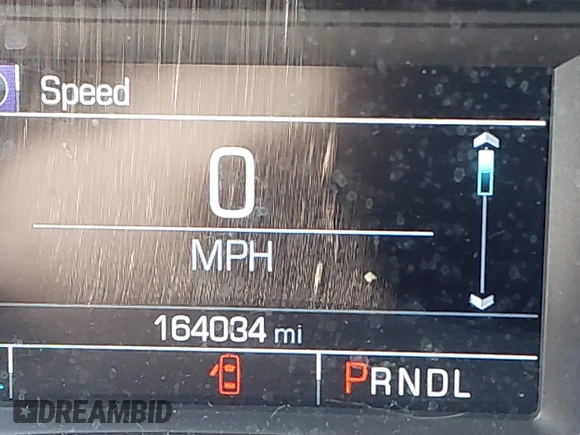 Speed
0
MPH
164034 mi
PRNDL
DREAMBID